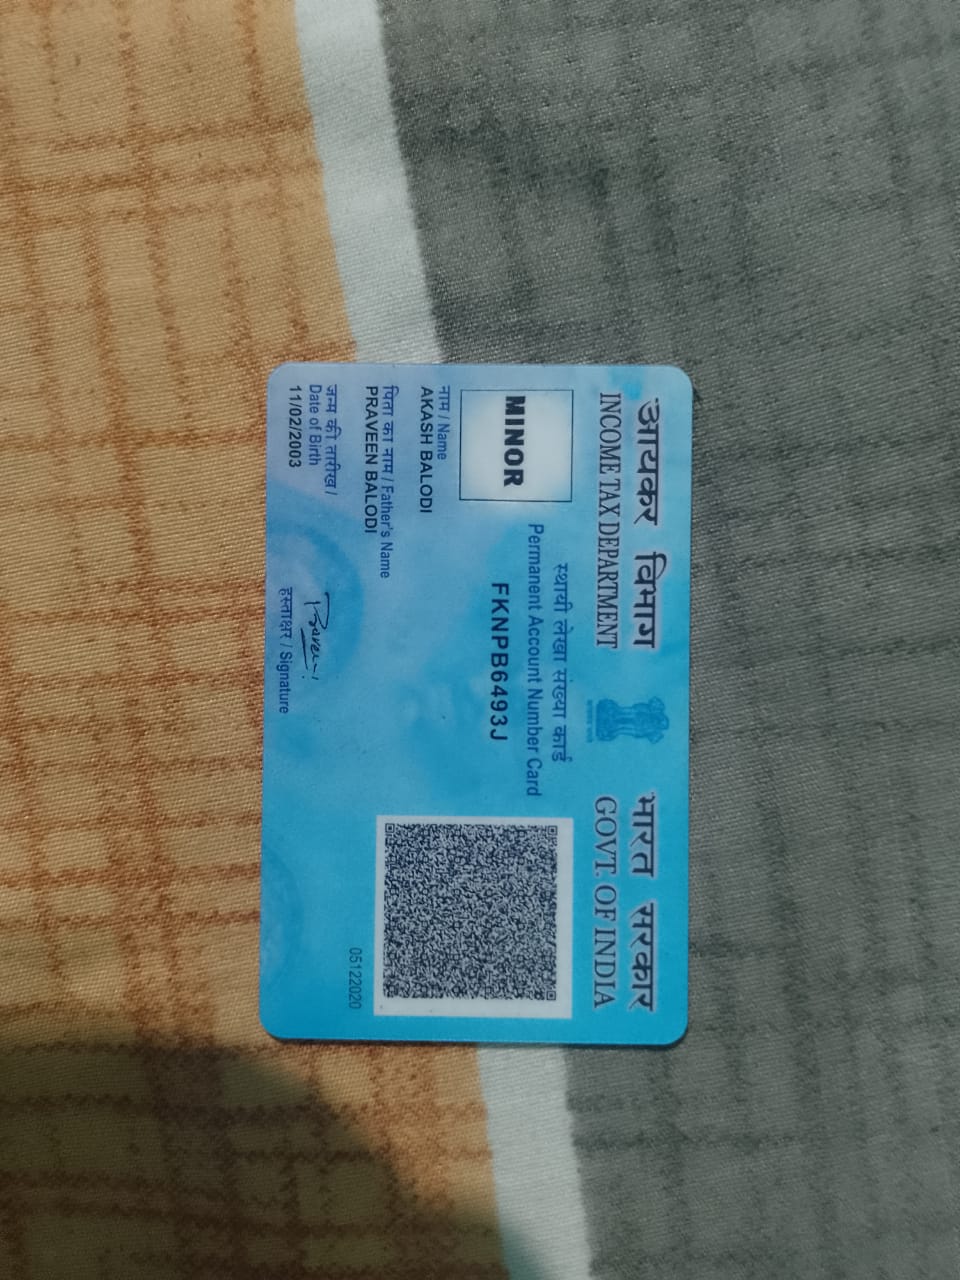 आयकर विभाग
INCOME TAX DEPARTMENT
भारत सरकार
GOVT. OF INDIA
MINOR
स्थायी लेखा संख्या कार्ड
Permanent Account Number Card
FKNPB6493J
नाम / Name
AKASH BALODI
पिता का नाम / Father's Name
PRAVEEN BALODI
जन्म की तारीख /
Date of Birth
11/02/2003
Praveen
हस्ताक्षर / Signature
05122020